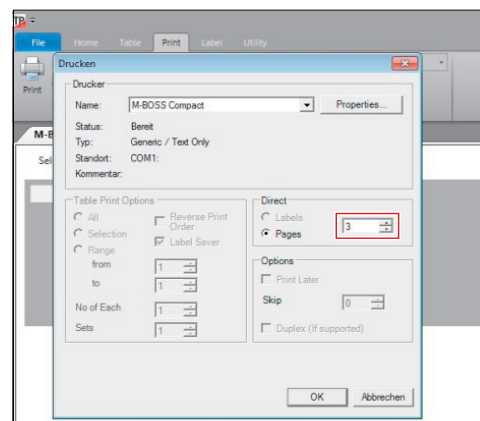 TP
File Home Table Print Label Utility
Drucken
Print
Drucker
Name: M-BOSS Compact Properties...
Status: Bereit
Typ: Generic / Text Only
Standort: COM1:
Kommentar:
Table Print Options
All
Selection
Range
from 1
to 1
No of Each 1
Sets 1
Reverse Print
Order
Label Saver
Direct
Labels
Pages
3
Options
Print Later
Skip 0
Duplex (If supported)
OK Abbrechen